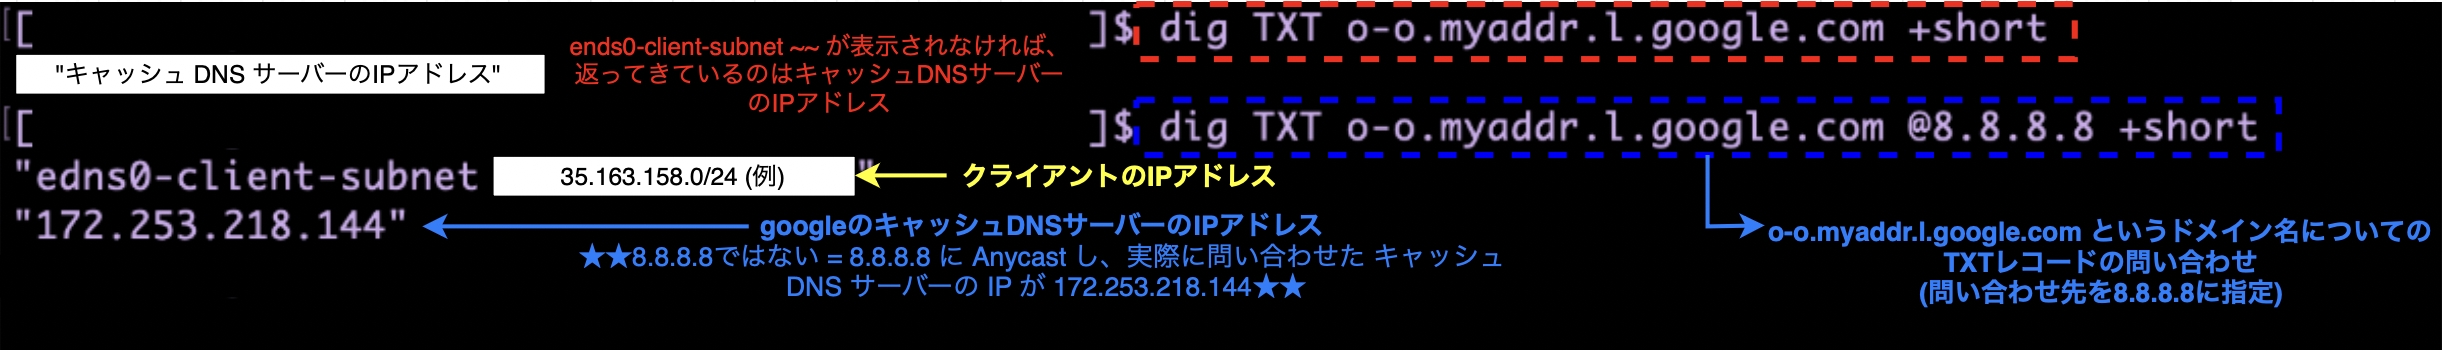 [ ]$ dig TXT o-o.myaddr.l.google.com +short
"キャッシュ DNS サーバーのIPアドレス"
ends0-client-subnet ~~ が表示されなければ、
返ってきているのはキャッシュDNSサーバー
のIPアドレス
[ ]$ dig TXT o-o.myaddr.l.google.com @8.8.8.8 +short
"edns0-client-subnet 35.163.158.0/24 (例)"
クライアントのIPアドレス
"172.253.218.144"
googleのキャッシュDNSサーバーのIPアドレス
★★8.8.8.8ではない = 8.8.8.8 に Anycast し、実際に問い合わせた キャッシュ
DNS サーバーの IP が 172.253.218.144★★
o-o.myaddr.l.google.com というドメイン名についての
TXTレコードの問い合わせ
(問い合わせ先を8.8.8.8に指定)